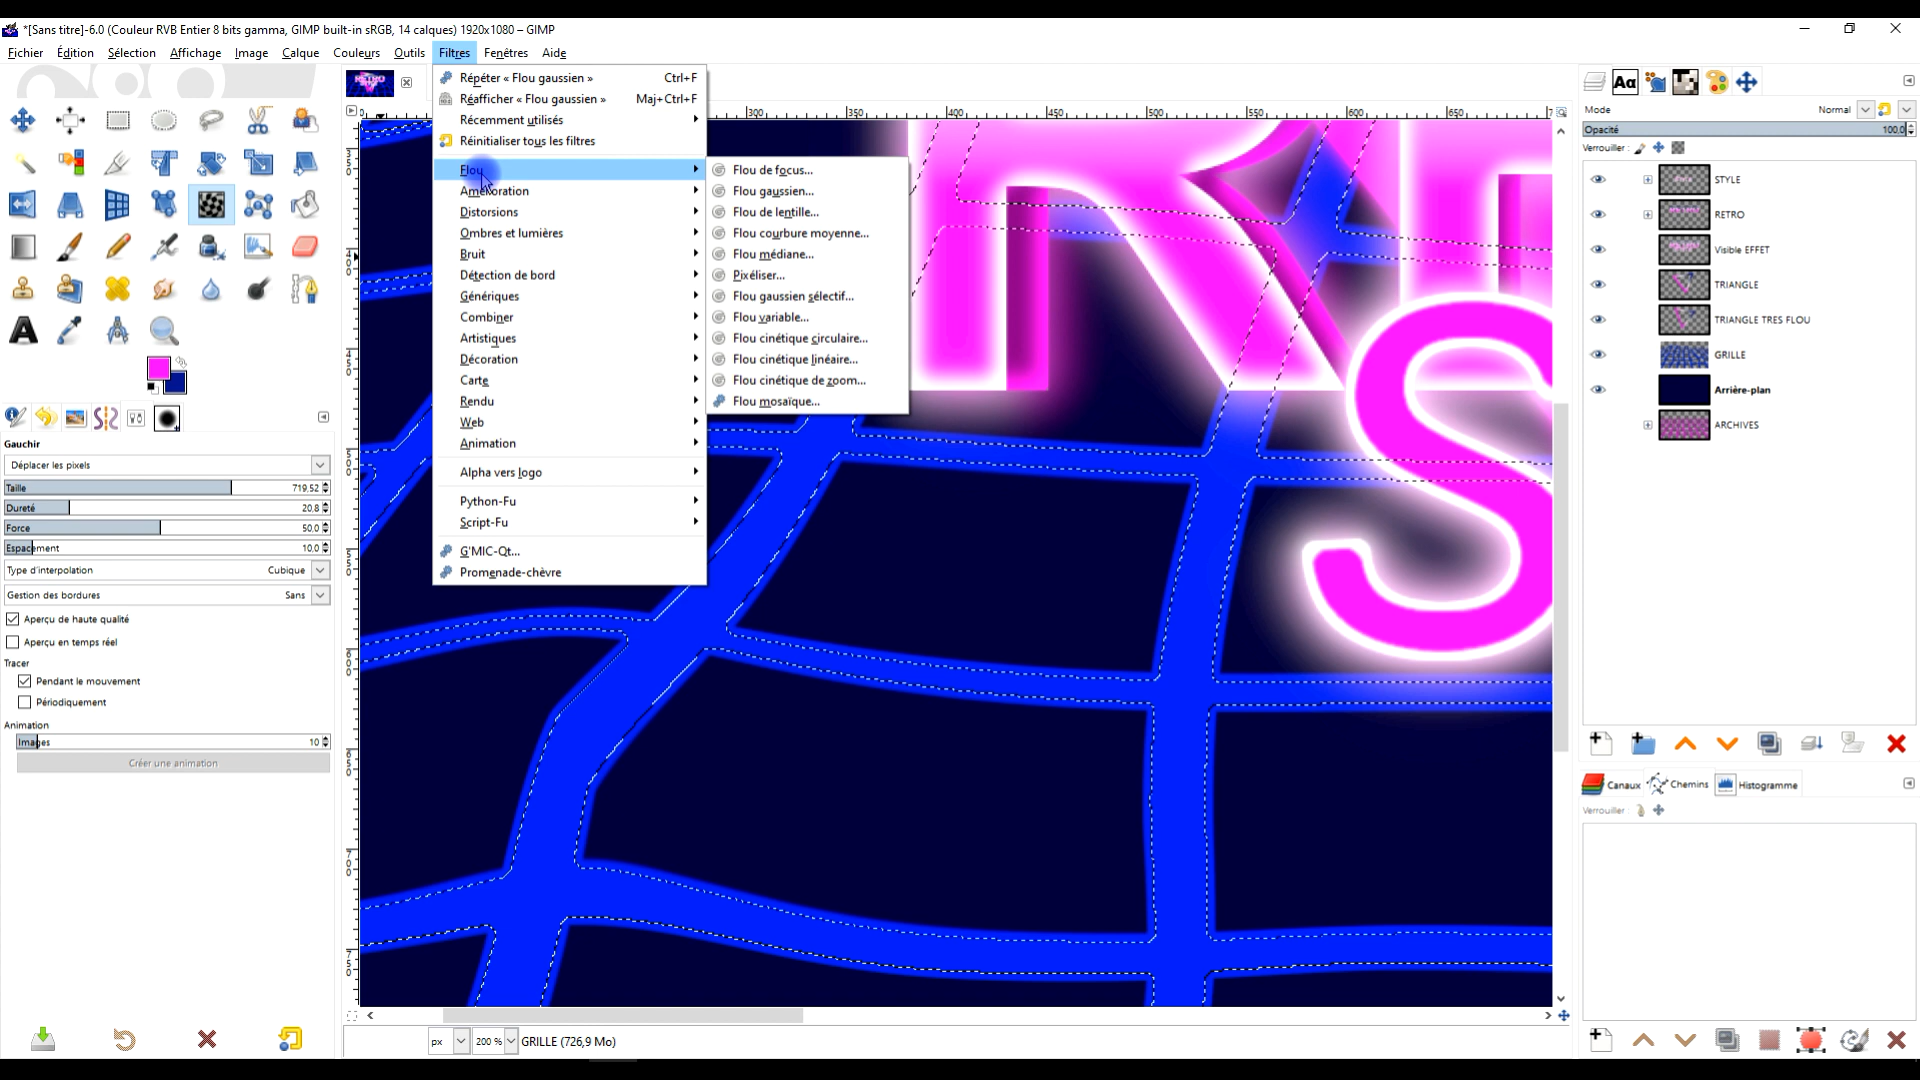 *[Sans titre]-6.0 (Couleur RVB Entier 8 bits gamma, GIMP built-in sRGB, 14 calques) 1920x1080 – GIMP
Fichier Édition Sélection Affichage Image Calque Couleurs Outils Filtres Fenêtres Aide
Répéter « Flou gaussien » Ctrl+F
Réafficher « Flou gaussien » Maj+Ctrl+F
Récemment utilisés
Réinitialiser tous les filtres
Flou
Amélioration
Distorsions
Ombres et lumières
Bruit
Détection de bord
Génériques
Combiner
Artistiques
Décoration
Carte
Rendu
Web
Animation
Alpha vers logo
Python-Fu
Script-Fu
G'MIC-Qt...
Promenade-chèvre
Flou de focus...
Flou gaussien...
Flou de lentille...
Flou courbure moyenne...
Flou médiane...
Pixéliser...
Flou gaussien sélectif...
Flou variable...
Flou cinétique circulaire...
Flou cinétique linéaire...
Flou cinétique de zoom...
Flou mosaïque...
300 350 400 450 500 550 600 650
Gauchir
Déplacer les pixels
Taille 719,52
Dureté 20,8
Force 50,0
Espacement 10,0
Type d'interpolation Cubique
Gestion des bordures Sans
Aperçu de haute qualité
Aperçu en temps réel
Tracer
Pendant le mouvement
Périodiquement
Animation
Images 10
Créer une animation
px 200 % GRILLE (726,9 Mo)
Mode Normal
Opacité 100,0
Verrouiller :
STYLE
RETRO
Visible EFFET
TRIANGLE
TRIANGLE TRES FLOU
GRILLE
Arrière-plan
ARCHIVES
Canaux Chemins Histogramme
Verrouiller :